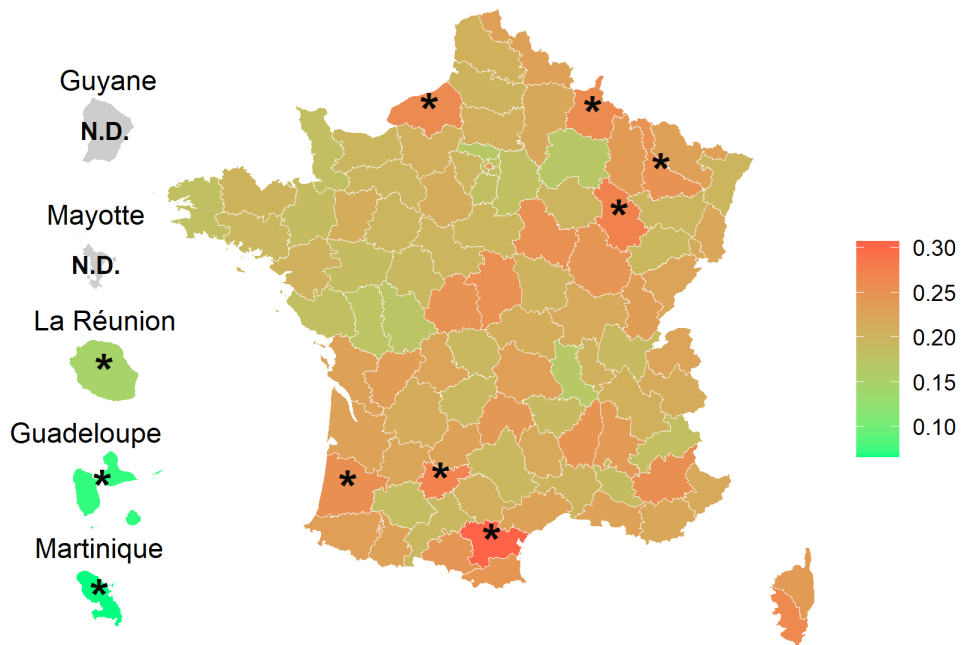 Guyane
N.D.
Mayotte
N.D.
La Réunion
*
Guadeloupe
*
Martinique
*
*
*
*
*
*
*
*
0.30
0.25
0.20
0.15
0.10